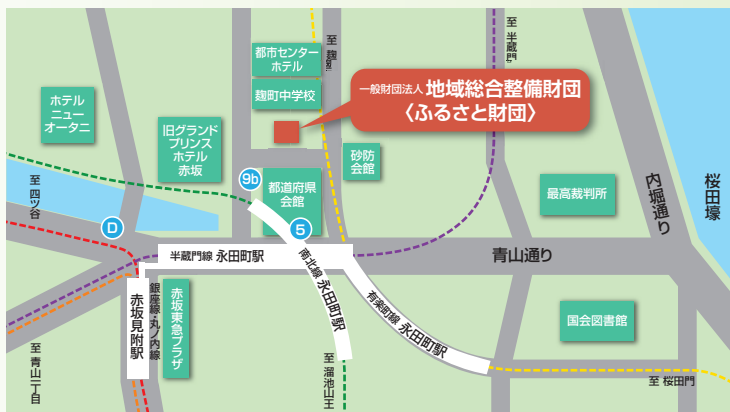 至 麹町
至 半蔵門
都市センター
ホテル
麹町中学校
一般財団法人 地域総合整備財団
〈ふるさと財団〉
ホテル
ニュー
オータニ
旧グランド
プリンス
ホテル
赤坂
砂防
会館
9b
都道府県
会館
5
D
至 四ツ谷
最高裁判所
内堀通り
桜田壕
半蔵門線 永田町駅
青山通り
南北線 永田町駅
有楽町線 永田町駅
赤坂見附駅
銀座線・丸ノ内線
赤坂東急プラザ
国会図書館
至 青山一丁目
至 溜池山王
至 桜田門